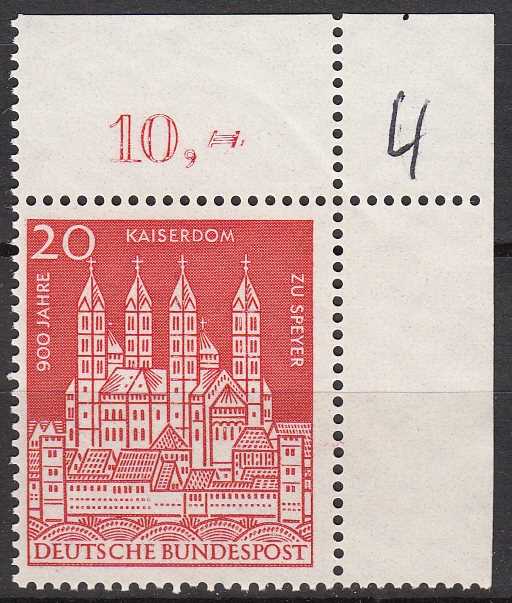 10,-
4
20
KAISERDOM
900 JAHRE
ZU SPEYER
DEUTSCHE BUNDESPOST